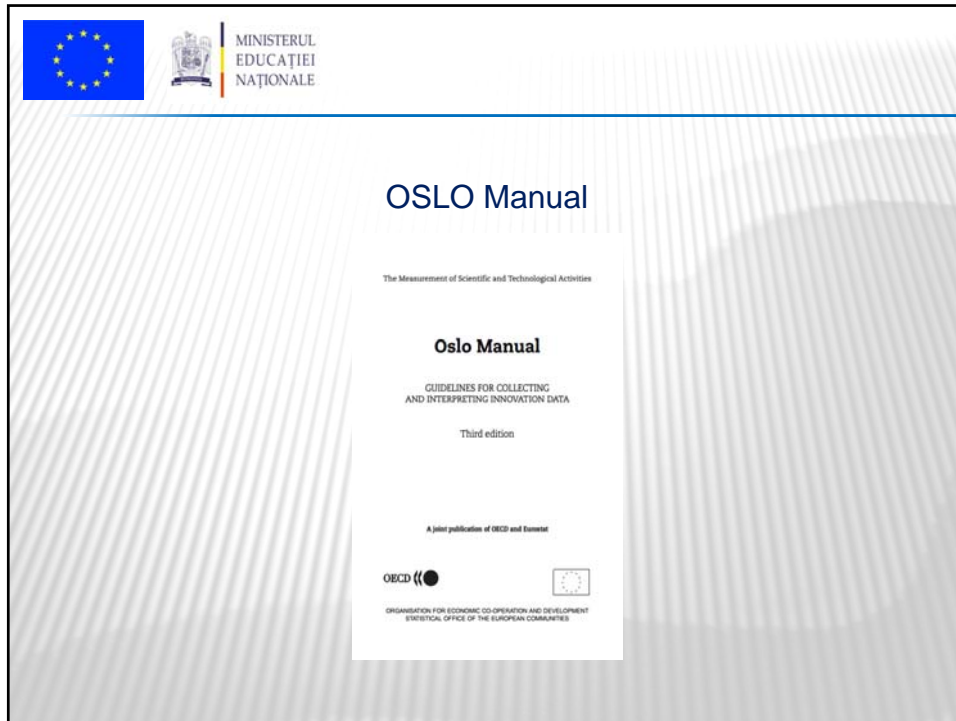 MINISTERUL
EDUCAȚIEI
NAȚIONALE
OSLO Manual
The Measurement of Scientific and Technological Activities
Oslo Manual
GUIDELINES FOR COLLECTING
AND INTERPRETING INNOVATION DATA
Third edition
A joint publication of OECD and Eurostat
OECD
ORGANISATION FOR ECONOMIC CO-OPERATION AND DEVELOPMENT
STATISTICAL OFFICE OF THE EUROPEAN COMMUNITIES